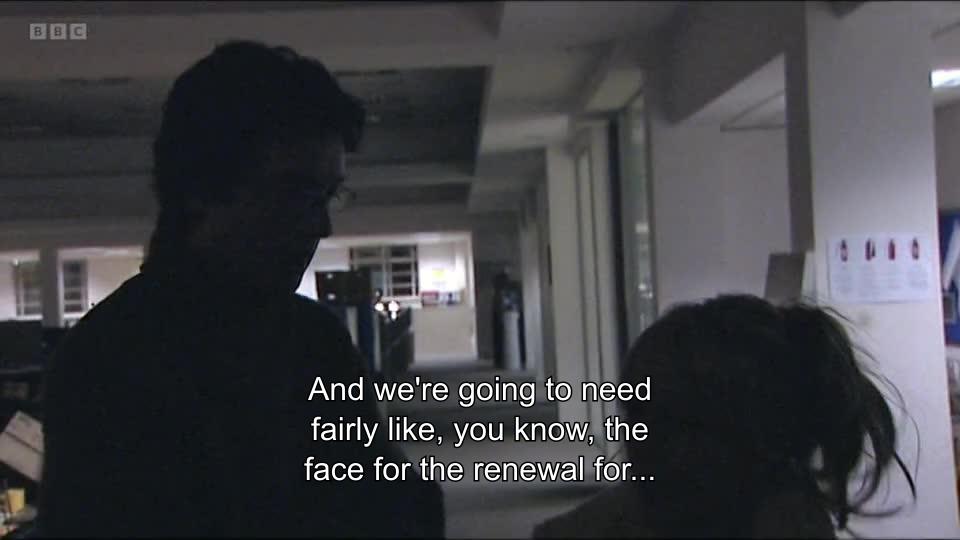 BBC
And we're going to need
fairly like, you know, the
face for the renewal for...